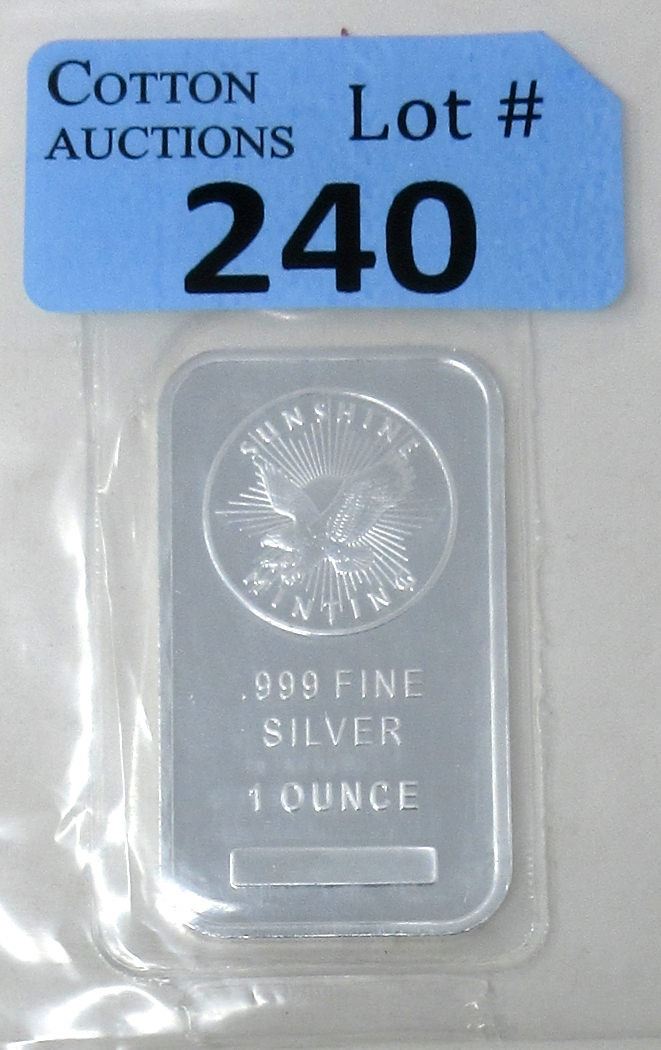 COTTON
AUCTIONS
Lot #
240
SUNSHINE
MINTING
.999 FINE
SILVER
1 OUNCE